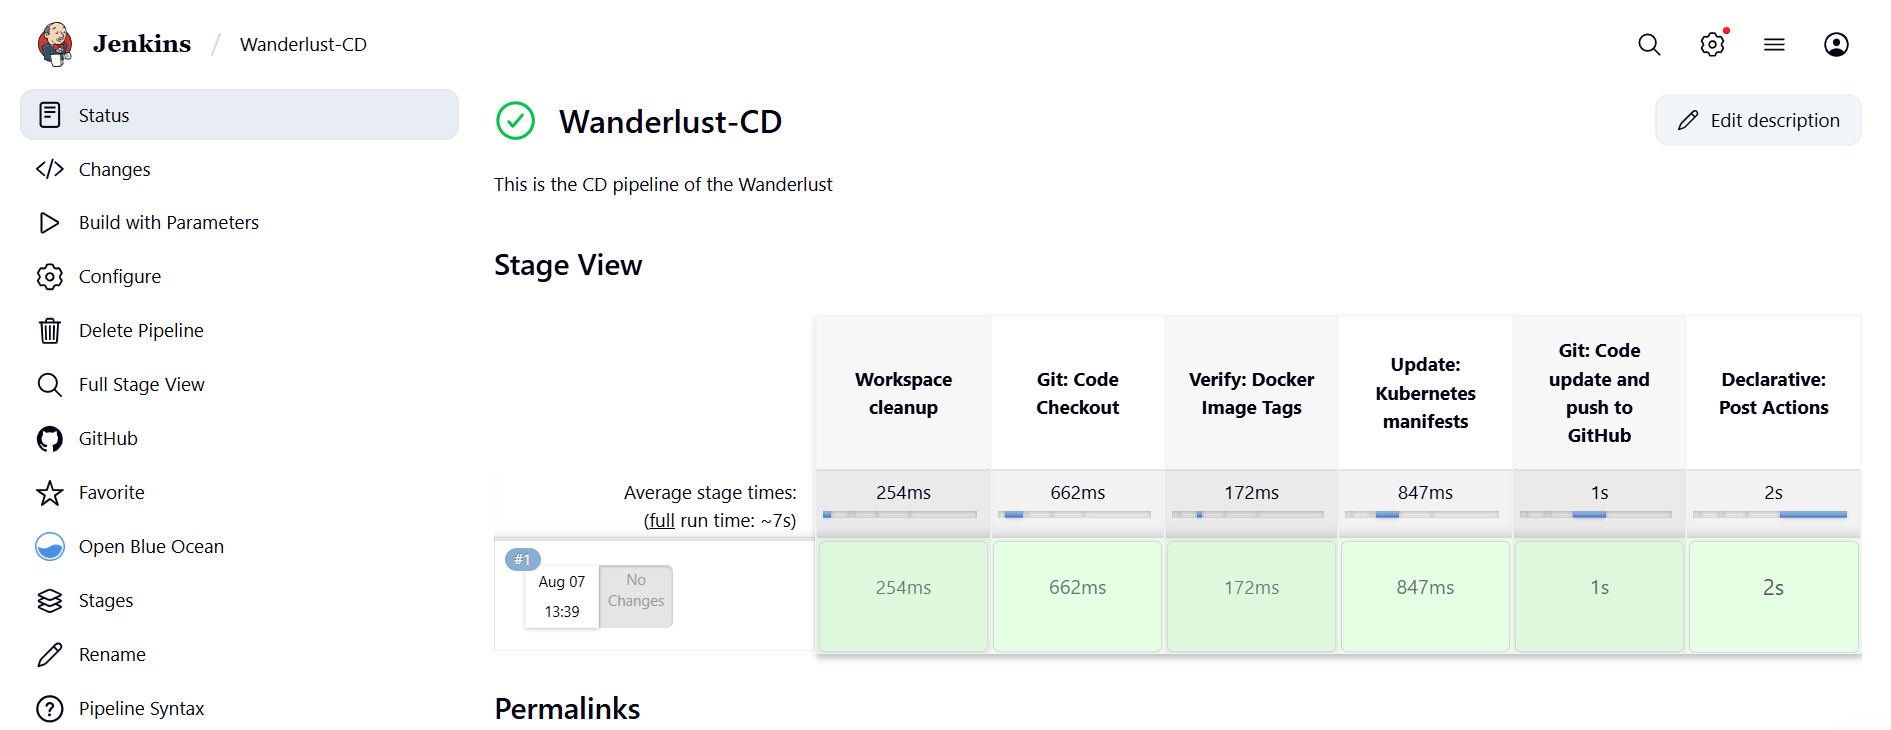 Jenkins / Wanderlust-CD
Status
Changes
Build with Parameters
Configure
Delete Pipeline
Full Stage View
GitHub
Favorite
Open Blue Ocean
Stages
Rename
Pipeline Syntax
Wanderlust-CD
Edit description
This is the CD pipeline of the Wanderlust
Stage View
Workspace
cleanup
Git: Code
Checkout
Verify: Docker
Image Tags
Update:
Kubernetes
manifests
Git: Code
update and
push to
GitHub
Declarative:
Post Actions
Average stage times:
(full run time: ~7s)
254ms
662ms
172ms
847ms
1s
2s
#1
Aug 07
13:39
No
Changes
254ms
662ms
172ms
847ms
1s
2s
Permalinks